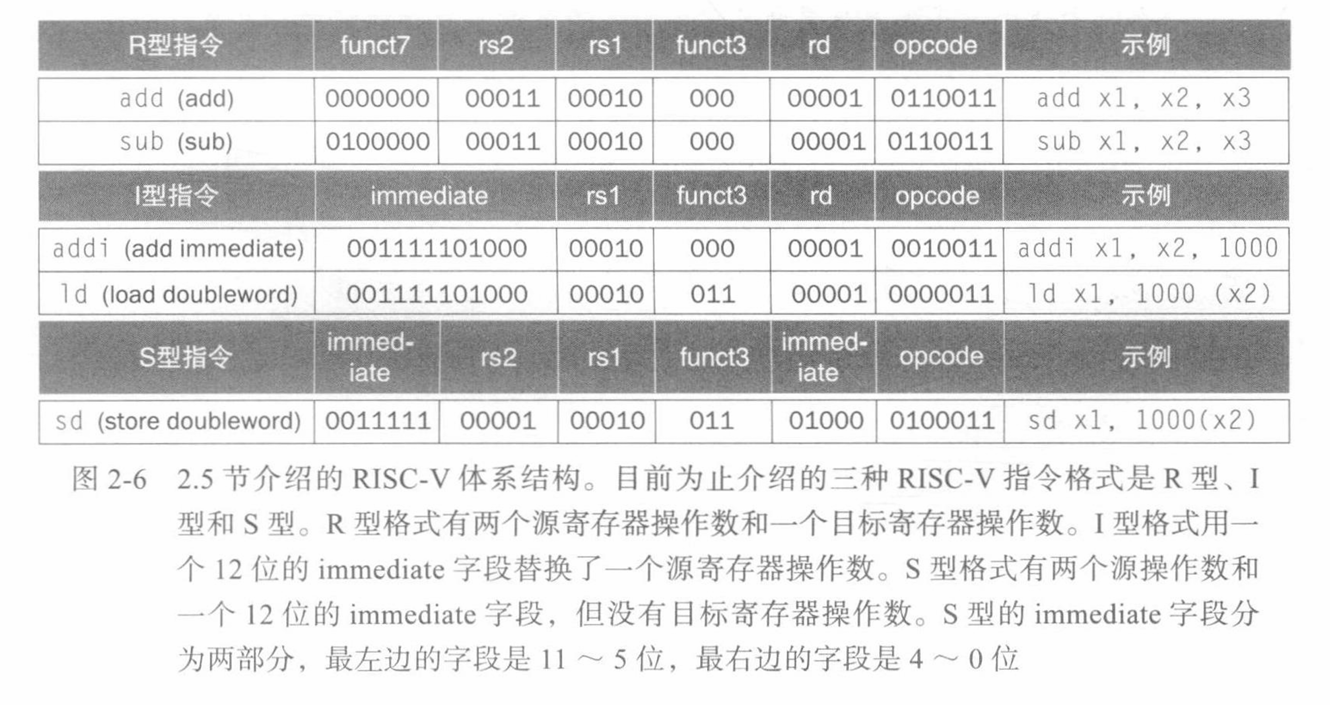 R型指令 funct7 rs2 rs1 funct3 rd opcode 示例
add (add) 0000000 00011 00010 000 00001 0110011 add x1, x2, x3
sub (sub) 0100000 00011 00010 000 00001 0110011 sub x1, x2, x3
I型指令 immediate rs1 funct3 rd opcode 示例
addi (add immediate) 001111101000 00010 000 00001 0010011 addi x1, x2, 1000
ld (load doubleword) 001111101000 00010 011 00001 0000011 ld x1, 1000 (x2)
S型指令 immed-iate rs2 rs1 funct3 immed-iate opcode 示例
sd (store doubleword) 0011111 00001 00010 011 01000 0100011 sd x1, 1000(x2)
图 2-6 2.5 节介绍的 RISC-V 体系结构。目前为止介绍的三种 RISC-V 指令格式是 R 型、I
型和 S 型。R 型格式有两个源寄存器操作数和一个目标寄存器操作数。I 型格式用一
个 12 位的 immediate 字段替换了一个源寄存器操作数。S 型格式有两个源操作数和
一个 12 位的 immediate 字段，但没有目标寄存器操作数。S 型的 immediate 字段分
为两部分，最左边的字段是 11 ～ 5 位，最右边的字段是 4 ～ 0 位